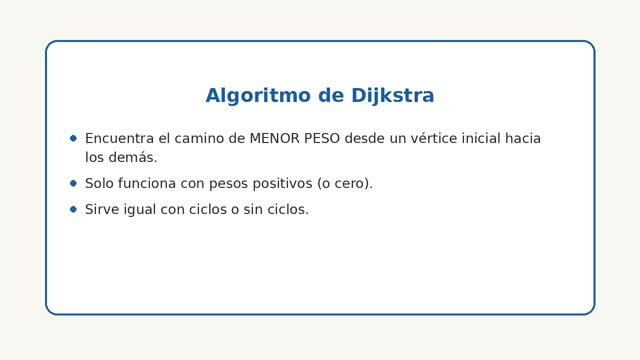 Algoritmo de Dijkstra
Encuentra el camino de MENOR PESO desde un vértice inicial hacia
los demás.
Solo funciona con pesos positivos (o cero).
Sirve igual con ciclos o sin ciclos.